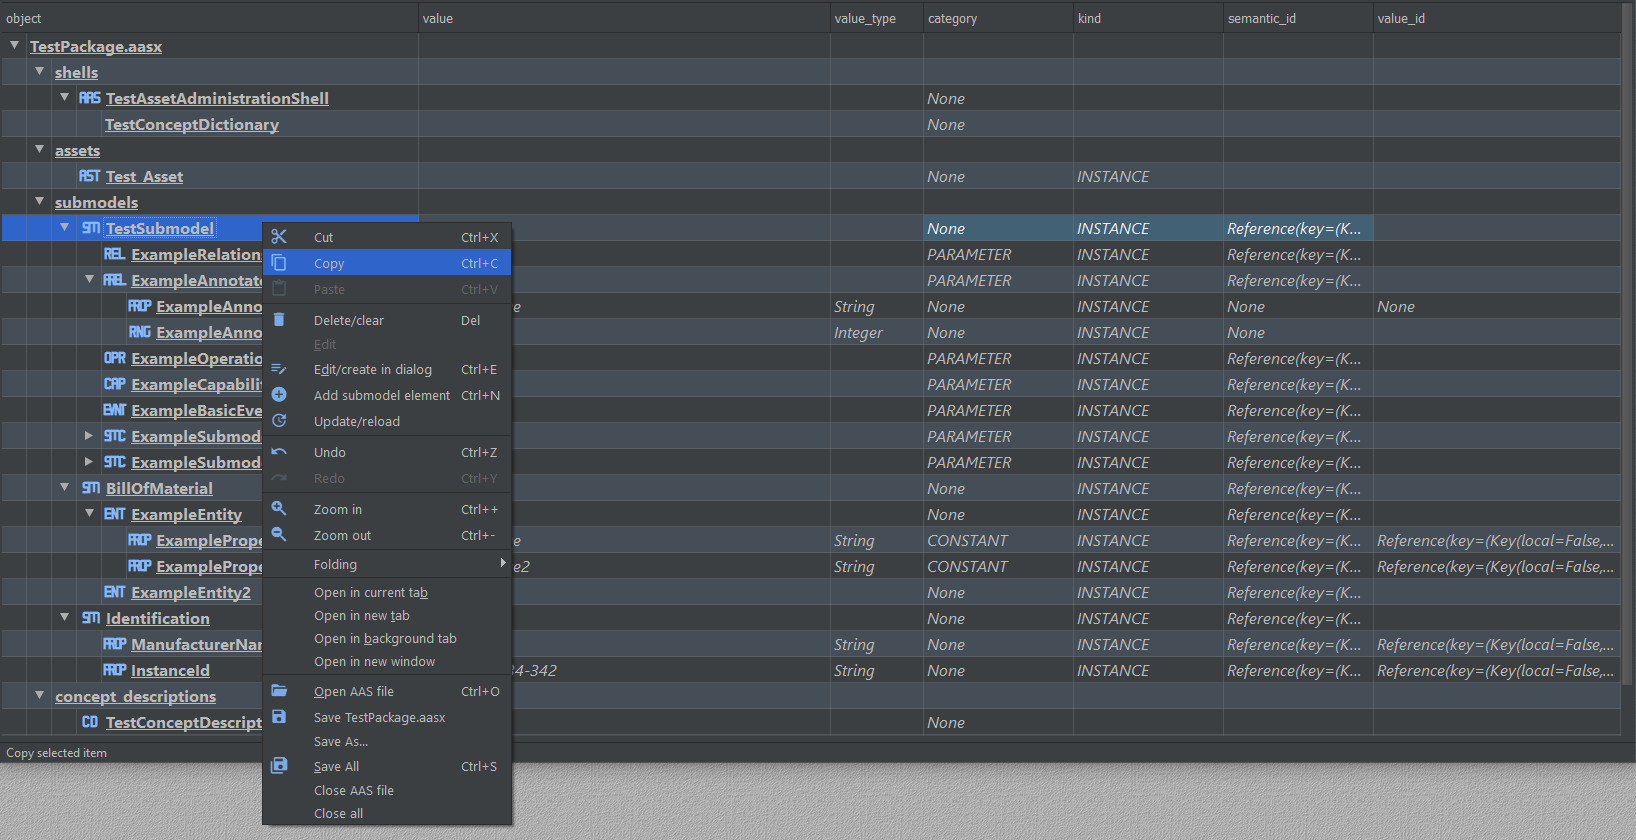 object value value_type category kind semantic_id value_id
TestPackage.aasx
shells
AAS TestAssetAdministrationShell None
TestConceptDictionary None
assets
AST Test_Asset None INSTANCE
submodels
SM TestSubmodel None INSTANCE Reference(key=(K...
REL ExampleRelation PARAMETER INSTANCE Reference(key=(K...
AREL ExampleAnnotate PARAMETER INSTANCE Reference(key=(K...
PROP ExampleAnno e String None INSTANCE None None
RNG ExampleAnno Integer None INSTANCE None
OPR ExampleOperatio PARAMETER INSTANCE Reference(key=(K...
CAP ExampleCapabili PARAMETER INSTANCE Reference(key=(K...
EVNT ExampleBasicEve PARAMETER INSTANCE Reference(key=(K...
SMC ExampleSubmod PARAMETER INSTANCE Reference(key=(K...
SMC ExampleSubmod PARAMETER INSTANCE Reference(key=(K...
SM BillOfMaterial None INSTANCE Reference(key=(K...
ENT ExampleEntity None INSTANCE Reference(key=(K...
PROP ExamplePrope e String CONSTANT INSTANCE Reference(key=(K... Reference(key=(Key(local=False,...
PROP ExamplePrope e2 String CONSTANT INSTANCE Reference(key=(K... Reference(key=(Key(local=False,...
ENT ExampleEntity2 None INSTANCE Reference(key=(K...
SM Identification None INSTANCE Reference(key=(K...
PROP ManufacturerNa String None INSTANCE Reference(key=(K... Reference(key=(Key(local=False,...
PROP InstanceId 34-342 String None INSTANCE Reference(key=(K... Reference(key=(Key(local=False,...
concept_descriptions
CD TestConceptDescript None
Copy selected item
Cut Ctrl+X
Copy Ctrl+C
Paste Ctrl+V
Delete/clear Del
Edit
Edit/create in dialog Ctrl+E
Add submodel element Ctrl+N
Update/reload
Undo Ctrl+Z
Redo Ctrl+Y
Zoom in Ctrl++
Zoom out Ctrl+-
Folding
Open in current tab
Open in new tab
Open in background tab
Open in new window
Open AAS file Ctrl+O
Save TestPackage.aasx
Save As...
Save All Ctrl+S
Close AAS file
Close all